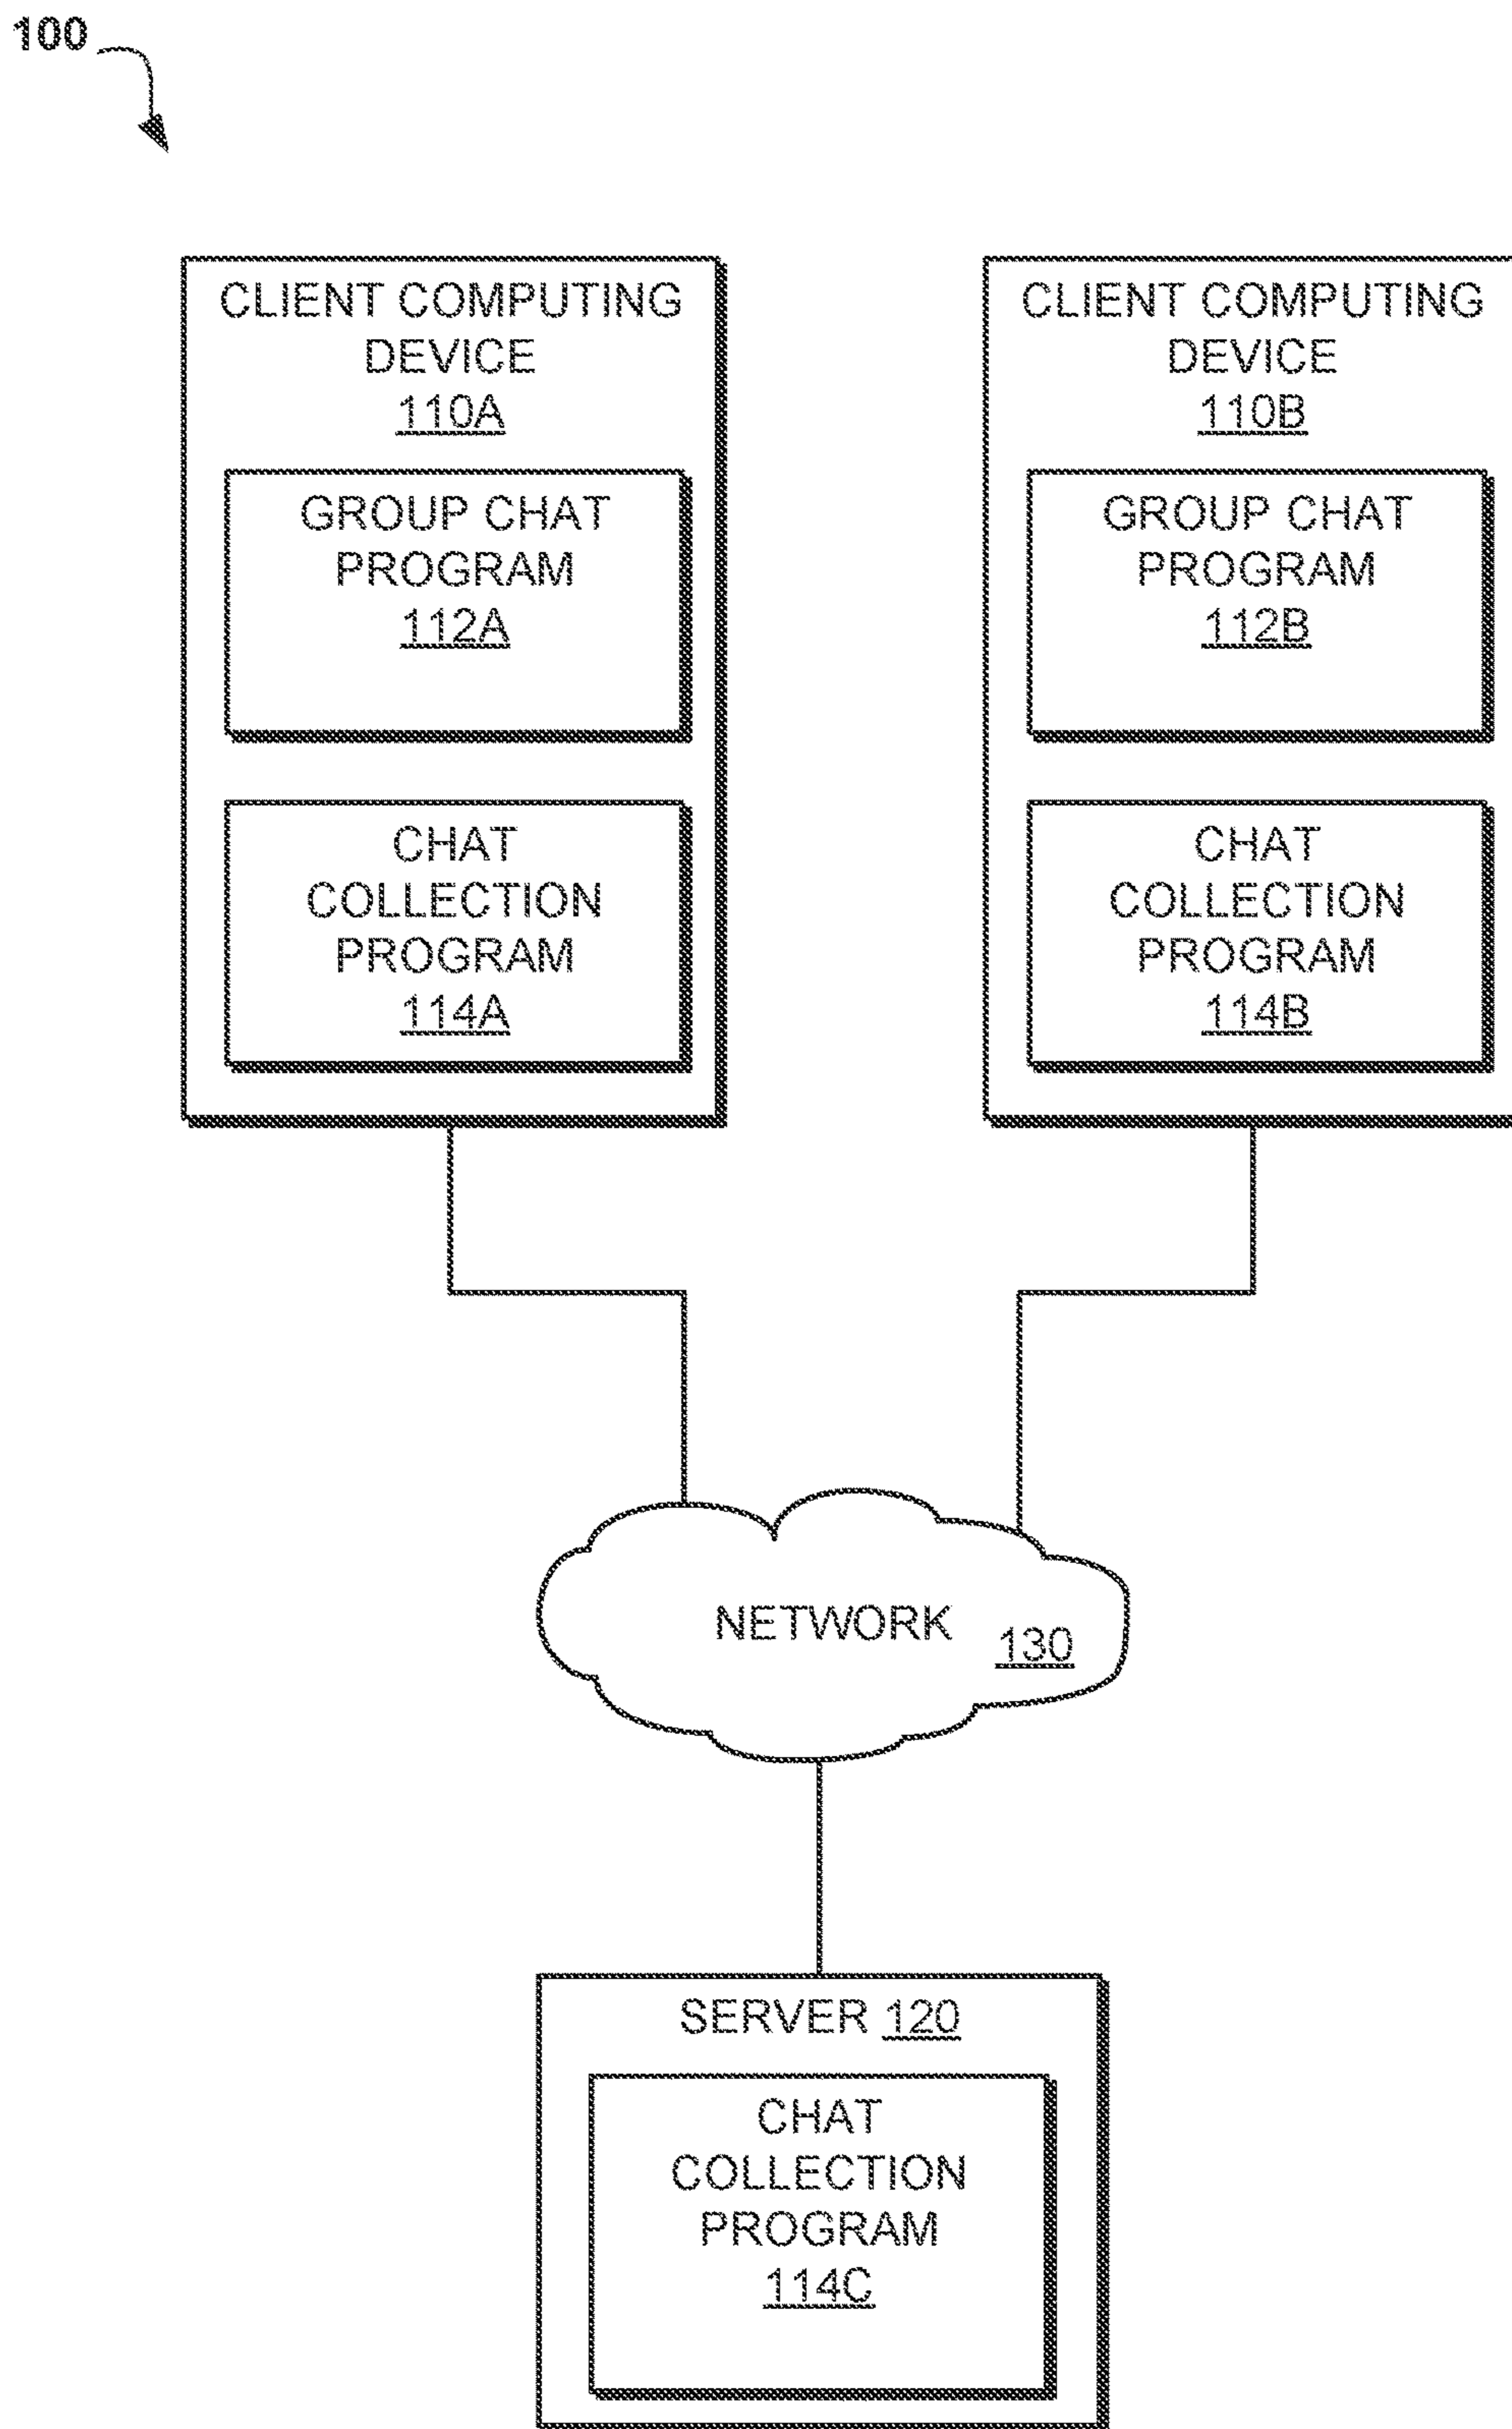 100
CLIENT COMPUTING
DEVICE
110A
GROUP CHAT
PROGRAM
112A
CHAT
COLLECTION
PROGRAM
114A
CLIENT COMPUTING
DEVICE
110B
GROUP CHAT
PROGRAM
112B
CHAT
COLLECTION
PROGRAM
114B
NETWORK 130
SERVER 120
CHAT
COLLECTION
PROGRAM
114C